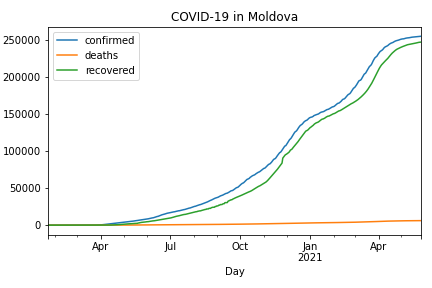 COVID-19 in Moldova
confirmed
deaths
recovered
250000
200000
150000
100000
50000
0
Apr Jul Oct Jan Apr
2021
Day